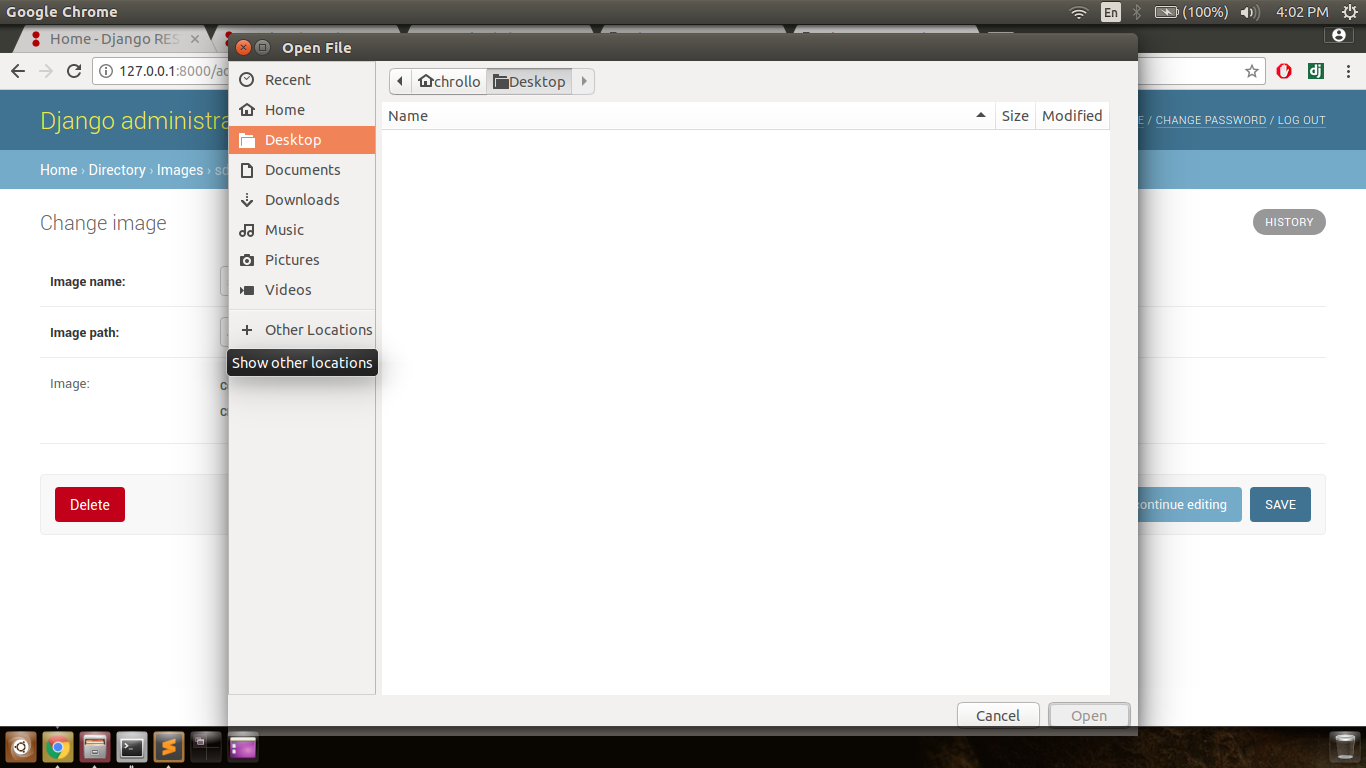 Google Chrome
En
(100%)
4:02 PM
Home - Django RES
Open File
127.0.0.1:8000/ad
dj
Recent
Home
Desktop
Documents
Downloads
Music
Pictures
Videos
Other Locations
Show other locations
chrollo
Desktop
Name
Size
Modified
Cancel
Open
Django administra
/ CHANGE PASSWORD / LOG OUT
Home › Directory › Images ›
Change image
HISTORY
Image name:
Image path:
Image:
Delete
continue editing
SAVE